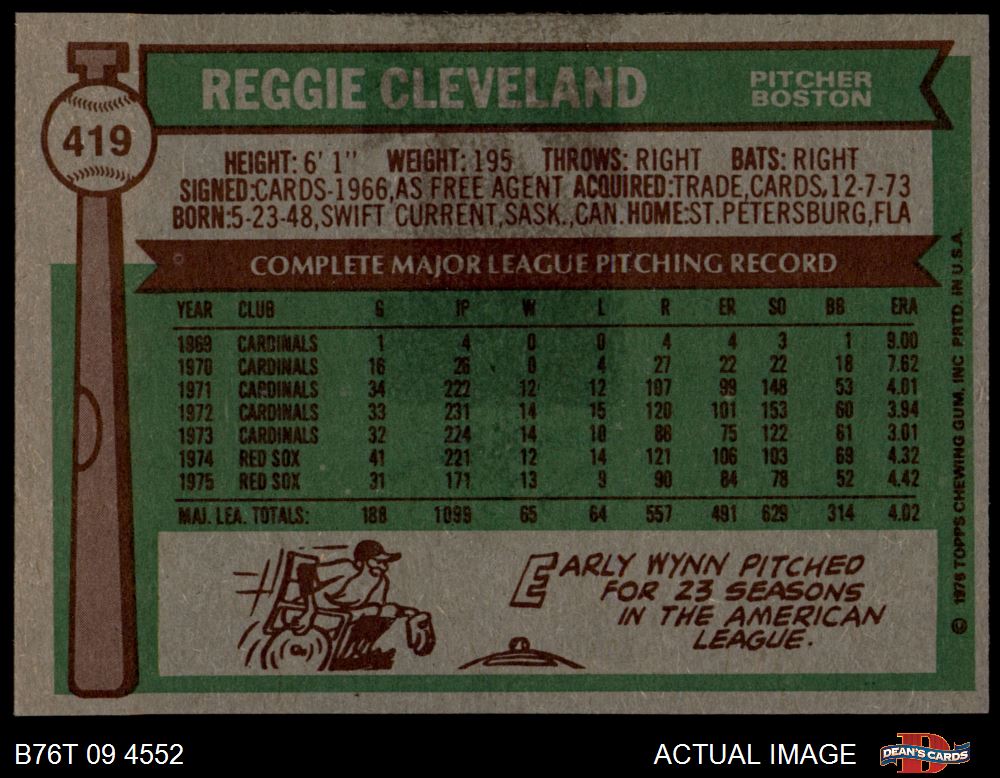 REGGIE CLEVELAND
PITCHER
BOSTON
419
HEIGHT: 6' 1" WEIGHT: 195 THROWS: RIGHT BATS: RIGHT
SIGNED:CARDS-1966,AS FREE AGENT ACQUIRED:TRADE,CARDS,12-7-73
BORN:5-23-48,SWIFT CURRENT,SASK.,CAN. HOME:ST.PETERSBURG,FLA
COMPLETE MAJOR LEAGUE PITCHING RECORD
YEAR CLUB G IP W L R ER SO BB ERA
1969 CARDINALS 1 4 0 0 4 4 3 1 9.00
1970 CARDINALS 16 26 0 4 27 22 22 18 7.62
1971 CARDINALS 34 222 12 12 107 99 148 53 4.01
1972 CARDINALS 33 231 14 15 120 101 153 60 3.94
1973 CARDINALS 32 224 14 10 86 75 122 61 3.01
1974 RED SOX 41 221 12 14 121 106 103 69 4.32
1975 RED SOX 31 171 13 9 90 84 78 52 4.42
MAJ. LEA. TOTALS: 188 1099 65 64 557 491 629 314 4.02
EARLY WYNN PITCHED
FOR 23 SEASONS
IN THE AMERICAN
LEAGUE.
© 1976 TOPPS CHEWING GUM, INC. PRTD. IN U.S.A.
B76T 09 4552
ACTUAL IMAGE
DEAN'S CARDS